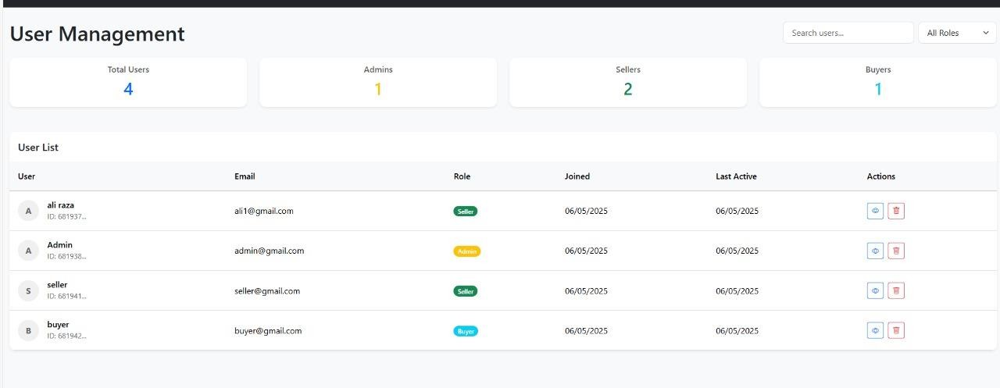 User Management
Search users...
All Roles
Total Users
4
Admins
1
Sellers
2
Buyers
1
User List
User Email Role Joined Last Active Actions
A ali raza ali1@gmail.com Seller 06/05/2025 06/05/2025
ID: 681937...
A Admin admin@gmail.com Admin 06/05/2025 06/05/2025
ID: 681938...
S seller seller@gmail.com Seller 06/05/2025 06/05/2025
ID: 681941...
B buyer buyer@gmail.com Buyer 06/05/2025 06/05/2025
ID: 681942...